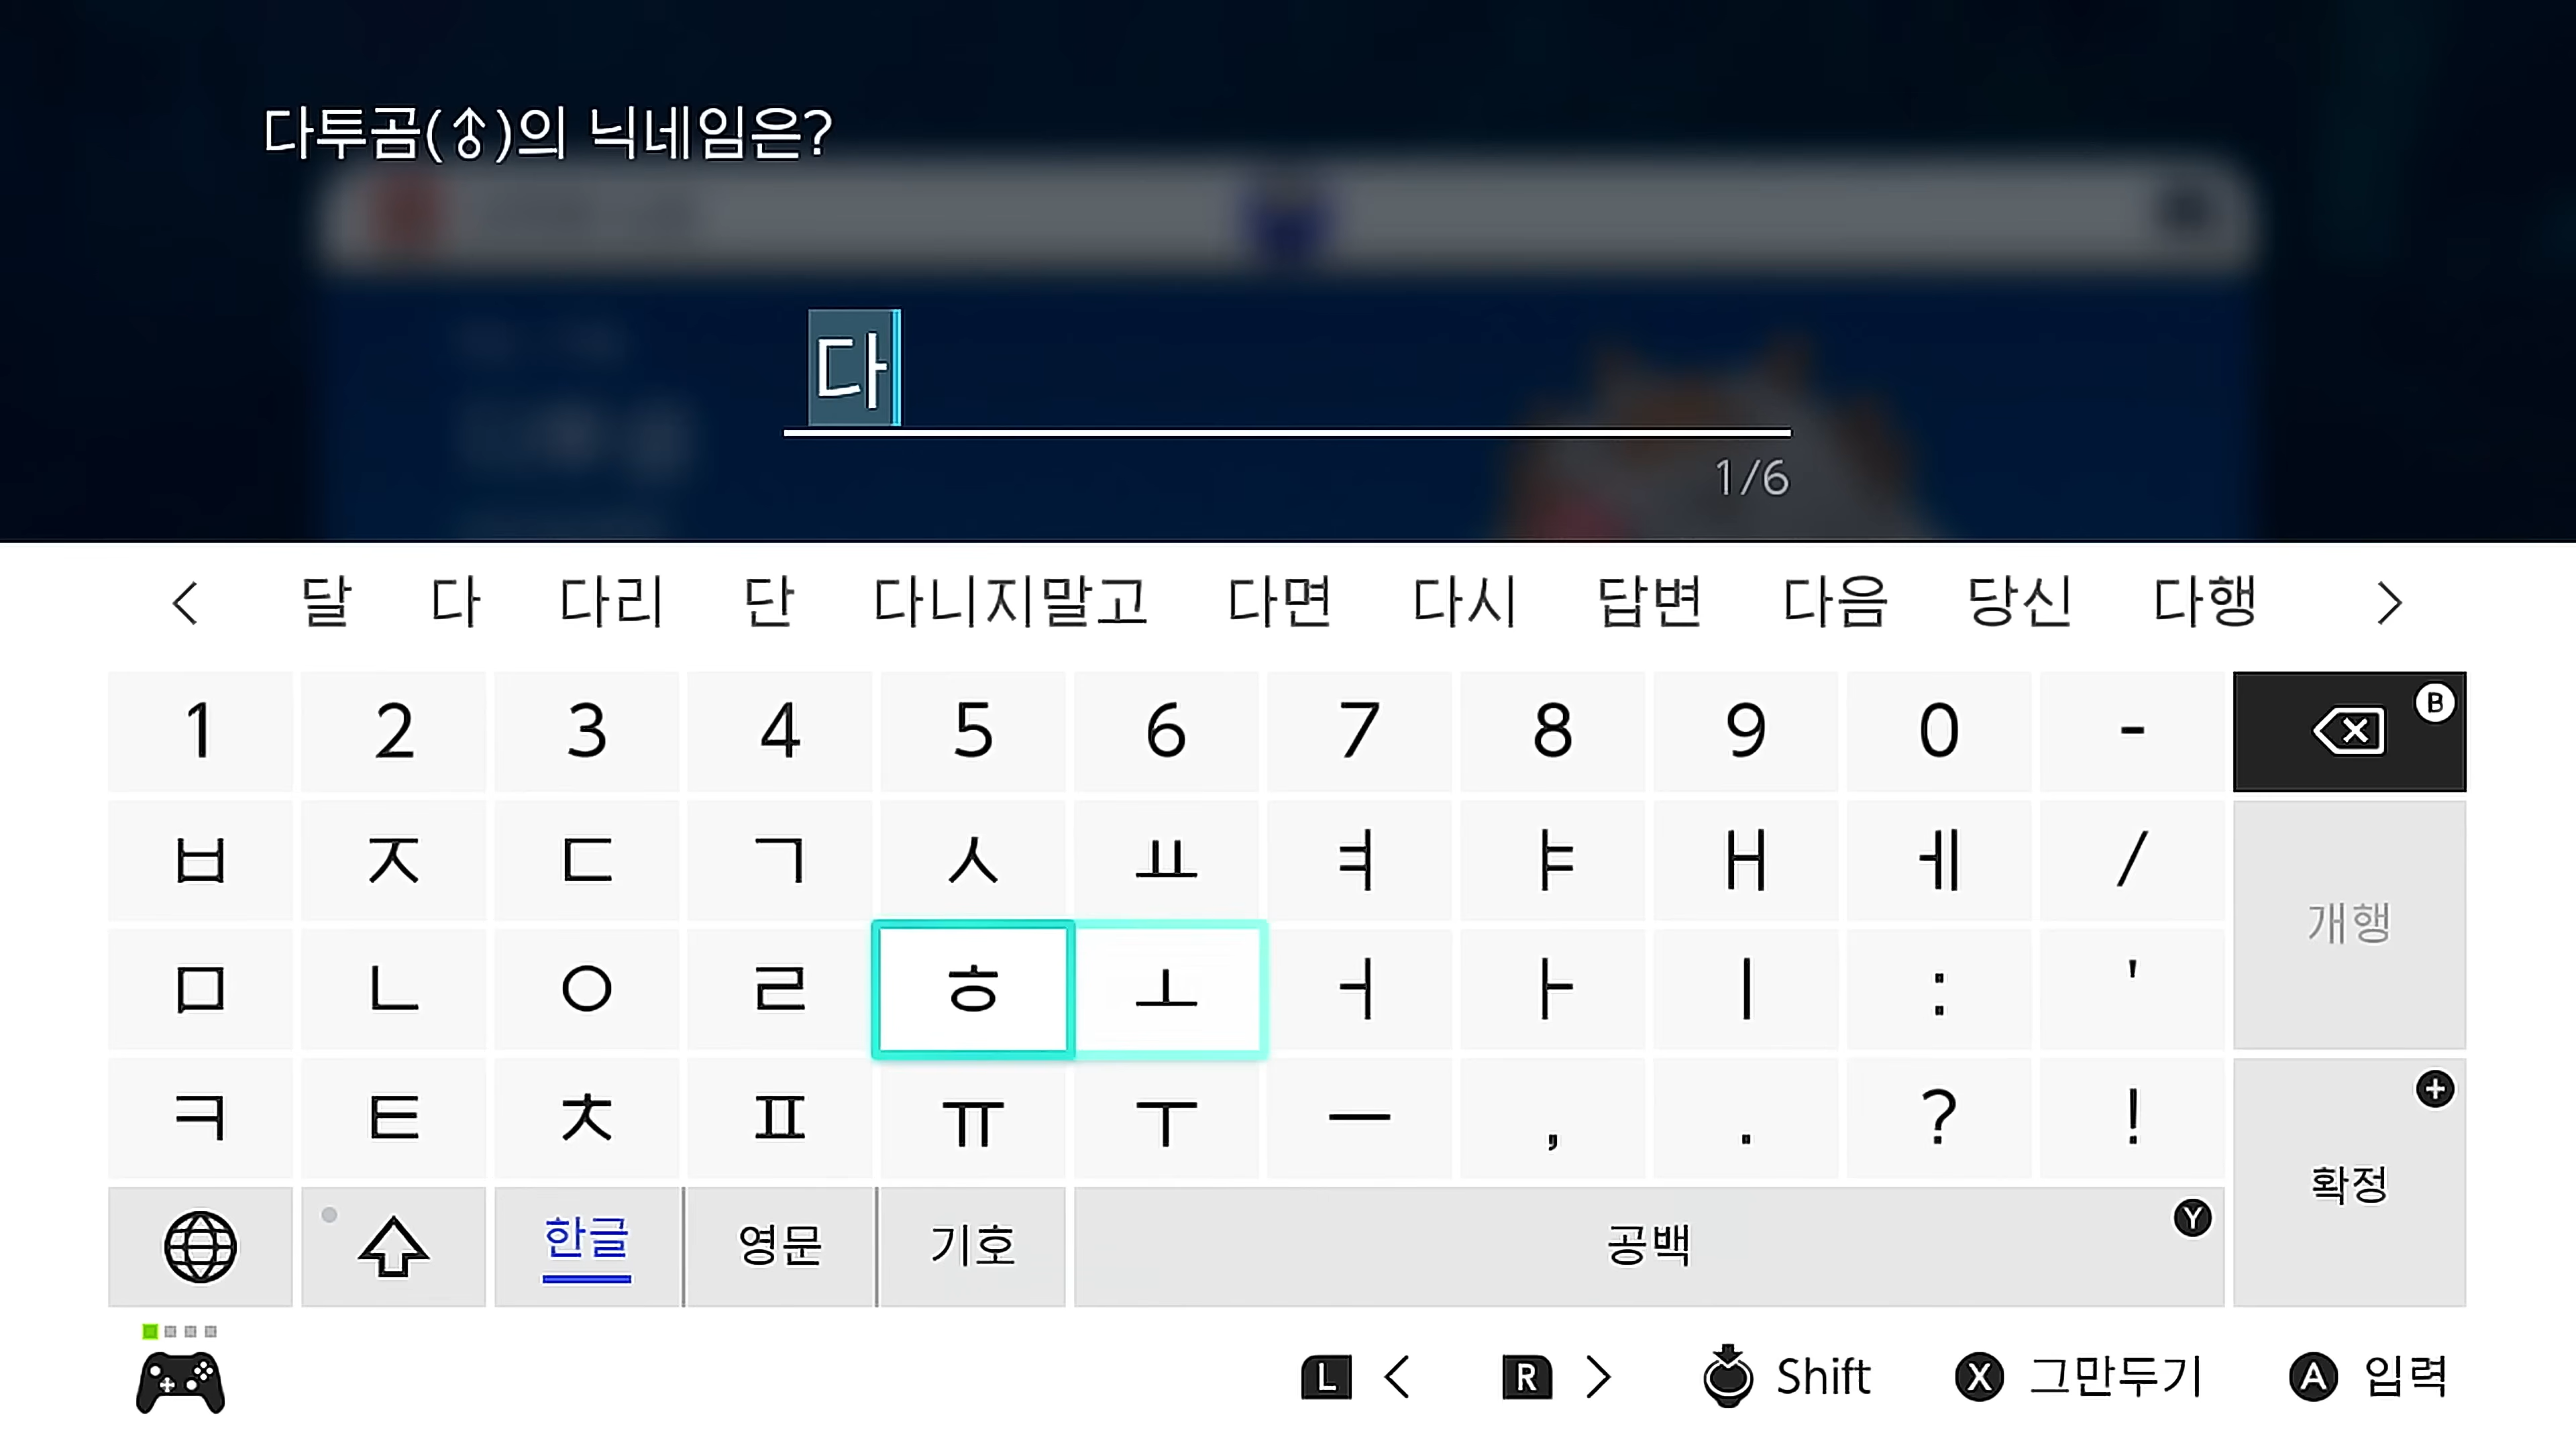 다투곰(♂)의 닉네임은?
다
1/6
< 달 다 다리 단 다니지말고 다면 다시 답변 다음 당신 다행 >
1 2 3 4 5 6 7 8 9 0 - B
ㅂ ㅈ ㄷ ㄱ ㅅ ㅛ ㅕ ㅑ ㅐ ㅔ /
개행
ㅁ ㄴ ㅇ ㄹ ㅎ ㅗ ㅓ ㅏ ㅣ : '
ㅋ ㅌ ㅊ ㅍ ㅠ ㅜ ㅡ , . ? ! +
확정
한글 영문 기호 공백 Y
L < R > Shift X 그만두기 A 입력